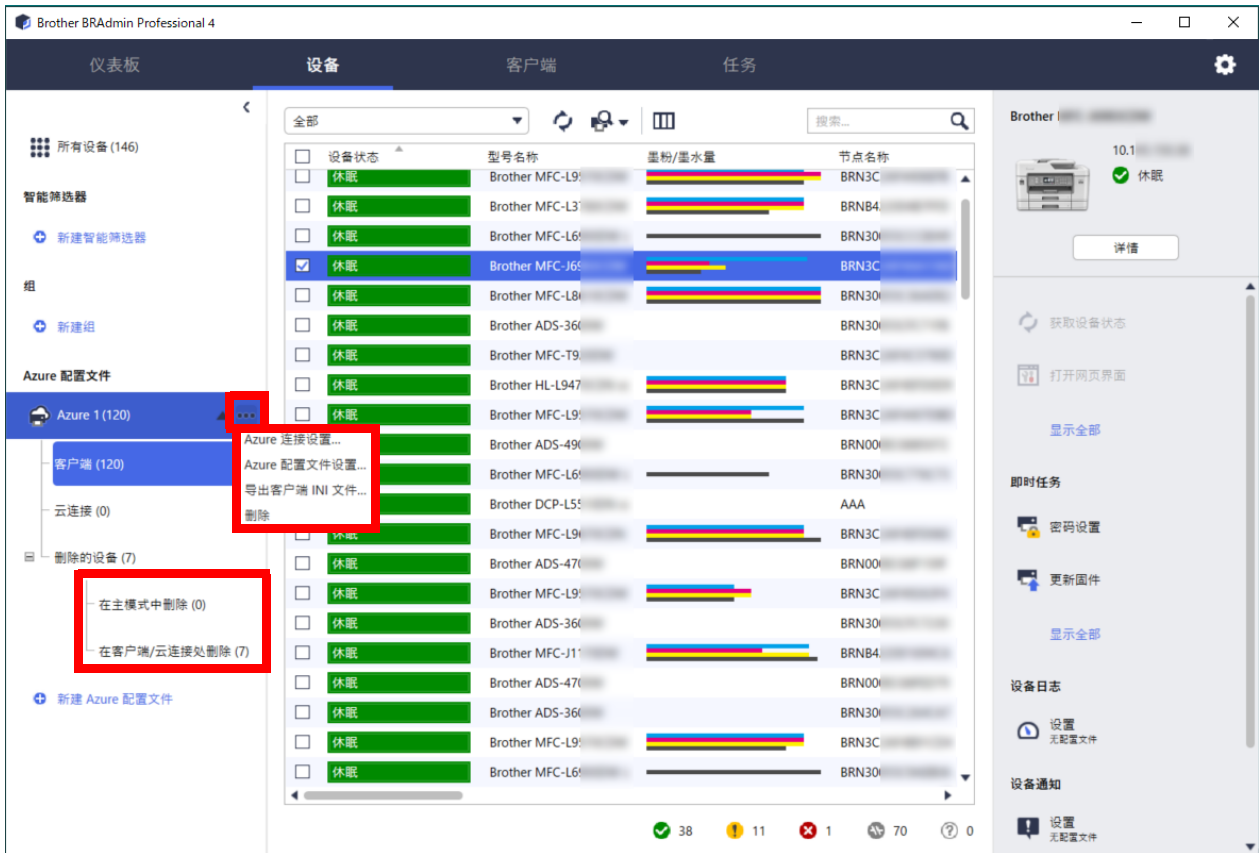 Brother BRAdmin Professional 4
仪表板 设备 客户端 任务
所有设备 (146)
智能筛选器
新建智能筛选器
组
新建组
Azure 配置文件
Azure 1 (120)
客户端 (120)
云连接 (0)
删除的设备 (7)
在主模式中删除 (0)
在客户端/云连接处删除 (7)
新建 Azure 配置文件
Azure 连接设置...
Azure 配置文件设置...
导出客户端 INI 文件...
删除
全部 搜索...
设备状态 型号名称 墨粉/墨水量 节点名称
休眠 Brother MFC-L95 BRN3C
休眠 Brother MFC-L37 BRNB4
休眠 Brother MFC-L69 BRN30
休眠 Brother MFC-J69 BRN3C
休眠 Brother MFC-L8 BRN30
休眠 Brother ADS-360 BRN30
休眠 Brother MFC-T9 BRN3C
休眠 Brother HL-L947 BRN3C
休眠 Brother MFC-L95 BRN3C
Brother ADS-490 BRN00
Brother MFC-L69 BRN30
Brother DCP-L55 AAA
休眠 Brother MFC-L9 BRN3C
休眠 Brother ADS-470 BRN00
休眠 Brother MFC-L95 BRN3C
休眠 Brother ADS-360 BRN30
休眠 Brother MFC-J11 BRNB4
休眠 Brother ADS-470 BRN00
休眠 Brother ADS-360 BRN30
休眠 Brother MFC-L95 BRN3C
休眠 Brother MFC-L69 BRN30
38 11 1 70 0
Brother
10.1
休眠
详情
获取设备状态
打开网页界面
显示全部
即时任务
密码设置
更新固件
显示全部
设备日志
设置
无配置文件
设备通知
设置
无配置文件